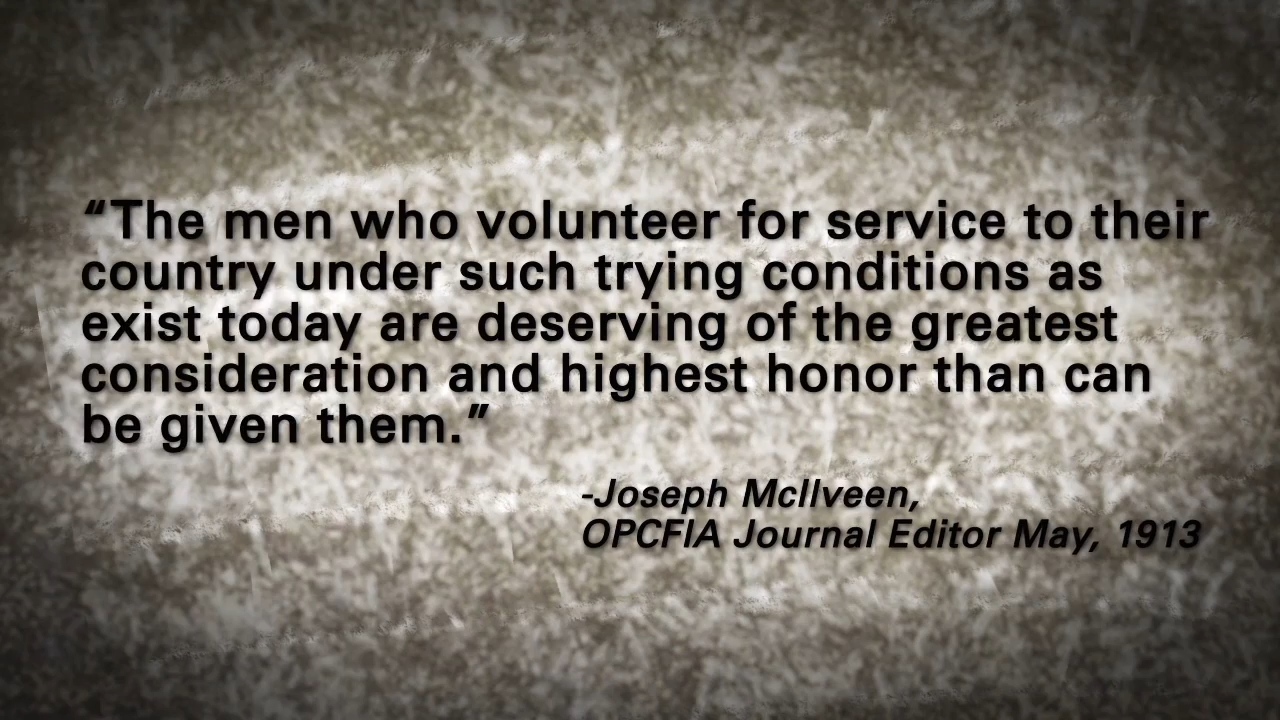 “The men who volunteer for service to their
country under such trying conditions as
exist today are deserving of the greatest
consideration and highest honor than can
be given them.”
-Joseph McIlveen,
OPCFIA Journal Editor May, 1913